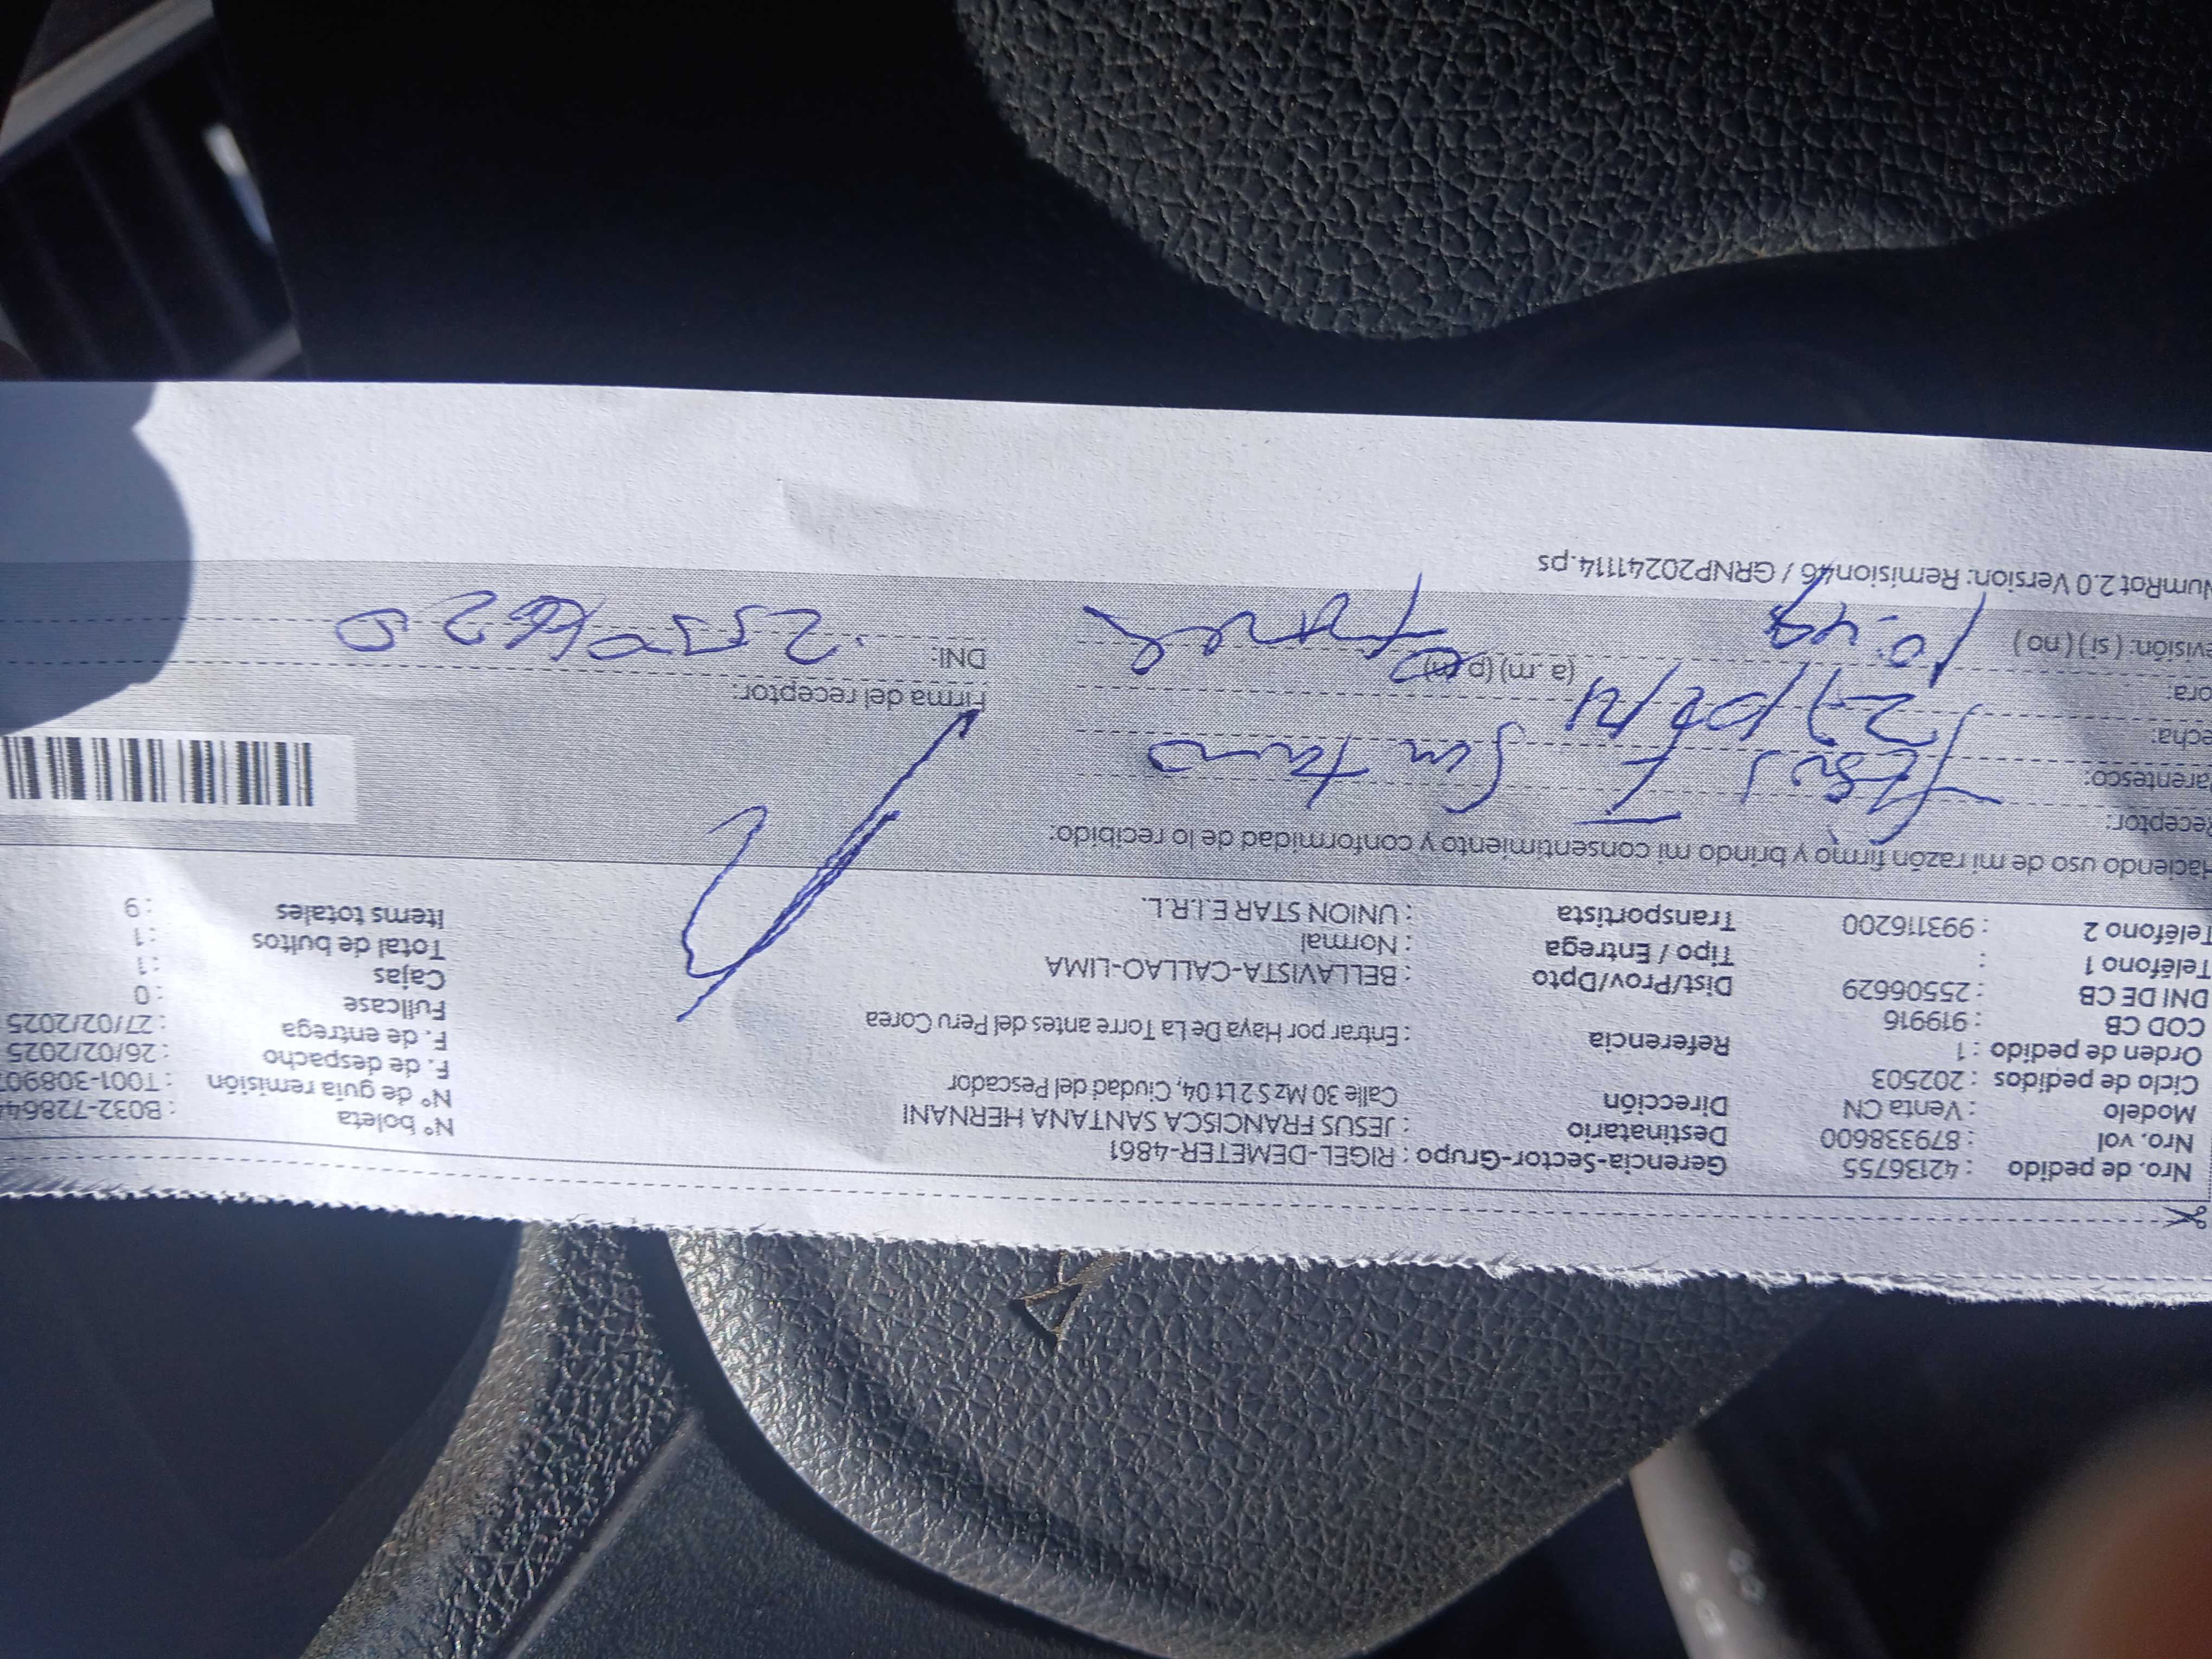 Nro. de pedido : 42136755
Nro. vol : 879338600
Modelo : Venta CN
Ciclo de pedidos : 202503
Orden de pedido : 1
COD CB : 919916
DNI DE CB : 25506629
Teléfono 1 :
Teléfono 2 : 993116200
Gerencia-Sector-Grupo : RIGEL-DEMETER-4861
Destinatario : JESUS FRANCISCA SANTANA HERNANI
Dirección Calle 30 Mz S 2 Lt 04, Ciudad del Pescador
Referencia : Entrar por Haya De La Torre antes del Peru Corea
Dist/Prov/Dpto : BELLAVISTA-CALLAO-LIMA
Tipo / Entrega : Normal
Transportista : UNION STAR E.I.R.L.
N° boleta : B032-72864
N° de guía remisión : T001-30890
F. de despacho : 26/02/2025
F. de entrega : 27/02/2025
Fullcase : 0
Cajas : 1
Total de bultos : 1
Items totales : 9
Haciendo uso de mi razón firmo y brindo mi consentimiento y conformidad de lo recibido:
Receptor: Jesus F Santana
arentesco:
echa: 27/02/
ora: 10:49 (a. m) (p. m)
evisión: ( si ) ( no )
Firma del receptor:
DNI:
NumRot 2.0 Version: Remision46 / GRNP20241114.ps